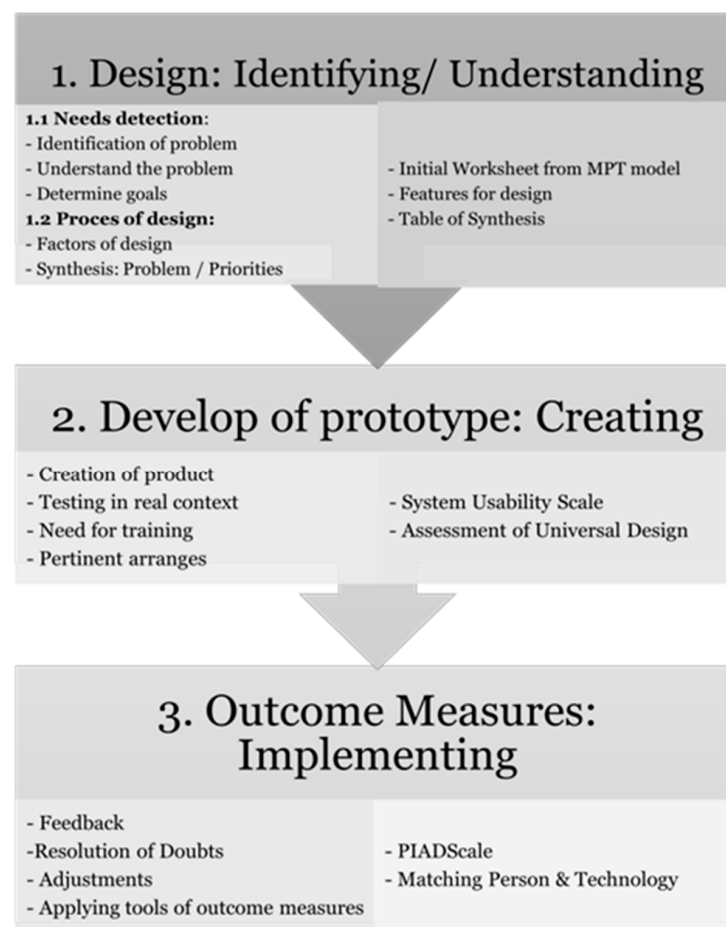 1. Design: Identifying/ Understanding
1.1 Needs detection:
- Identification of problem
- Understand the problem
- Determine goals
1.2 Proces of design:
- Factors of design
- Synthesis: Problem / Priorities
- Initial Worksheet from MPT model
- Features for design
- Table of Synthesis
2. Develop of prototype: Creating
- Creation of product
- Testing in real context
- Need for training
- Pertinent arranges
- System Usability Scale
- Assessment of Universal Design
3. Outcome Measures:
Implementing
- Feedback
-Resolution of Doubts
- Adjustments
- Applying tools of outcome measures
- PIADScale
- Matching Person & Technology